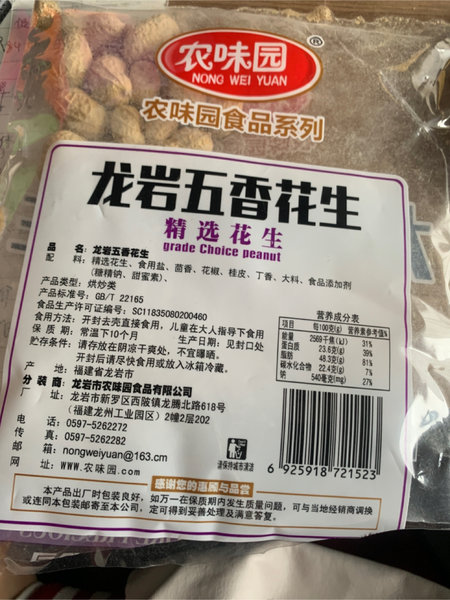 农味园®
NONG WEI YUAN
农味园食品系列
龙岩五香花生
精选花生
grade Choice peanut
品 名：龙岩五香花生
配 料：精选花生、食用盐、茴香、花椒、桂皮、丁香、大料、食品添加剂
（糖精钠、甜蜜素）
产品类型：烘炒类
产品标准号：GB/T 22165
食品生产许可证编号：SC11835080200460
食用方法：开封去壳直接食用，儿童在大人指导下食用
保质期：常温下10个月 生产日期：见封口处
贮存条件：请存放在阴凉干爽处、不宜曝晒。
开封后请尽快食用或放入冰箱冷藏。
产 地：福建省龙岩市
分 装 商：龙岩市农味园食品有限公司
地 址：龙岩市新罗区西陂镇龙腾北路618号
（福建龙州工业园区）2幢2层202
电 话：0597-5262272
传 真：0597-5262282
邮 箱：nongweiyuan@163.cm
网 址：www.农味园.com
营养成分表
项目 每100克(g) 营养素参考值%
能量 2569千焦(kJ) 31%
蛋白质 23.6克(g) 39%
脂肪 48.3克(g) 81%
碳水化合物 22.4克(g) 7%
钠 540毫克(mg) 27%
请保持城市清洁
6 925918 721523
感谢您的惠顾与品尝
本产品出厂时包装良好，如万一在保质期内发生质量问题，可与当地经销商调换
或连同本包装邮寄至本公司，定可得到妥善处理及满意答复。